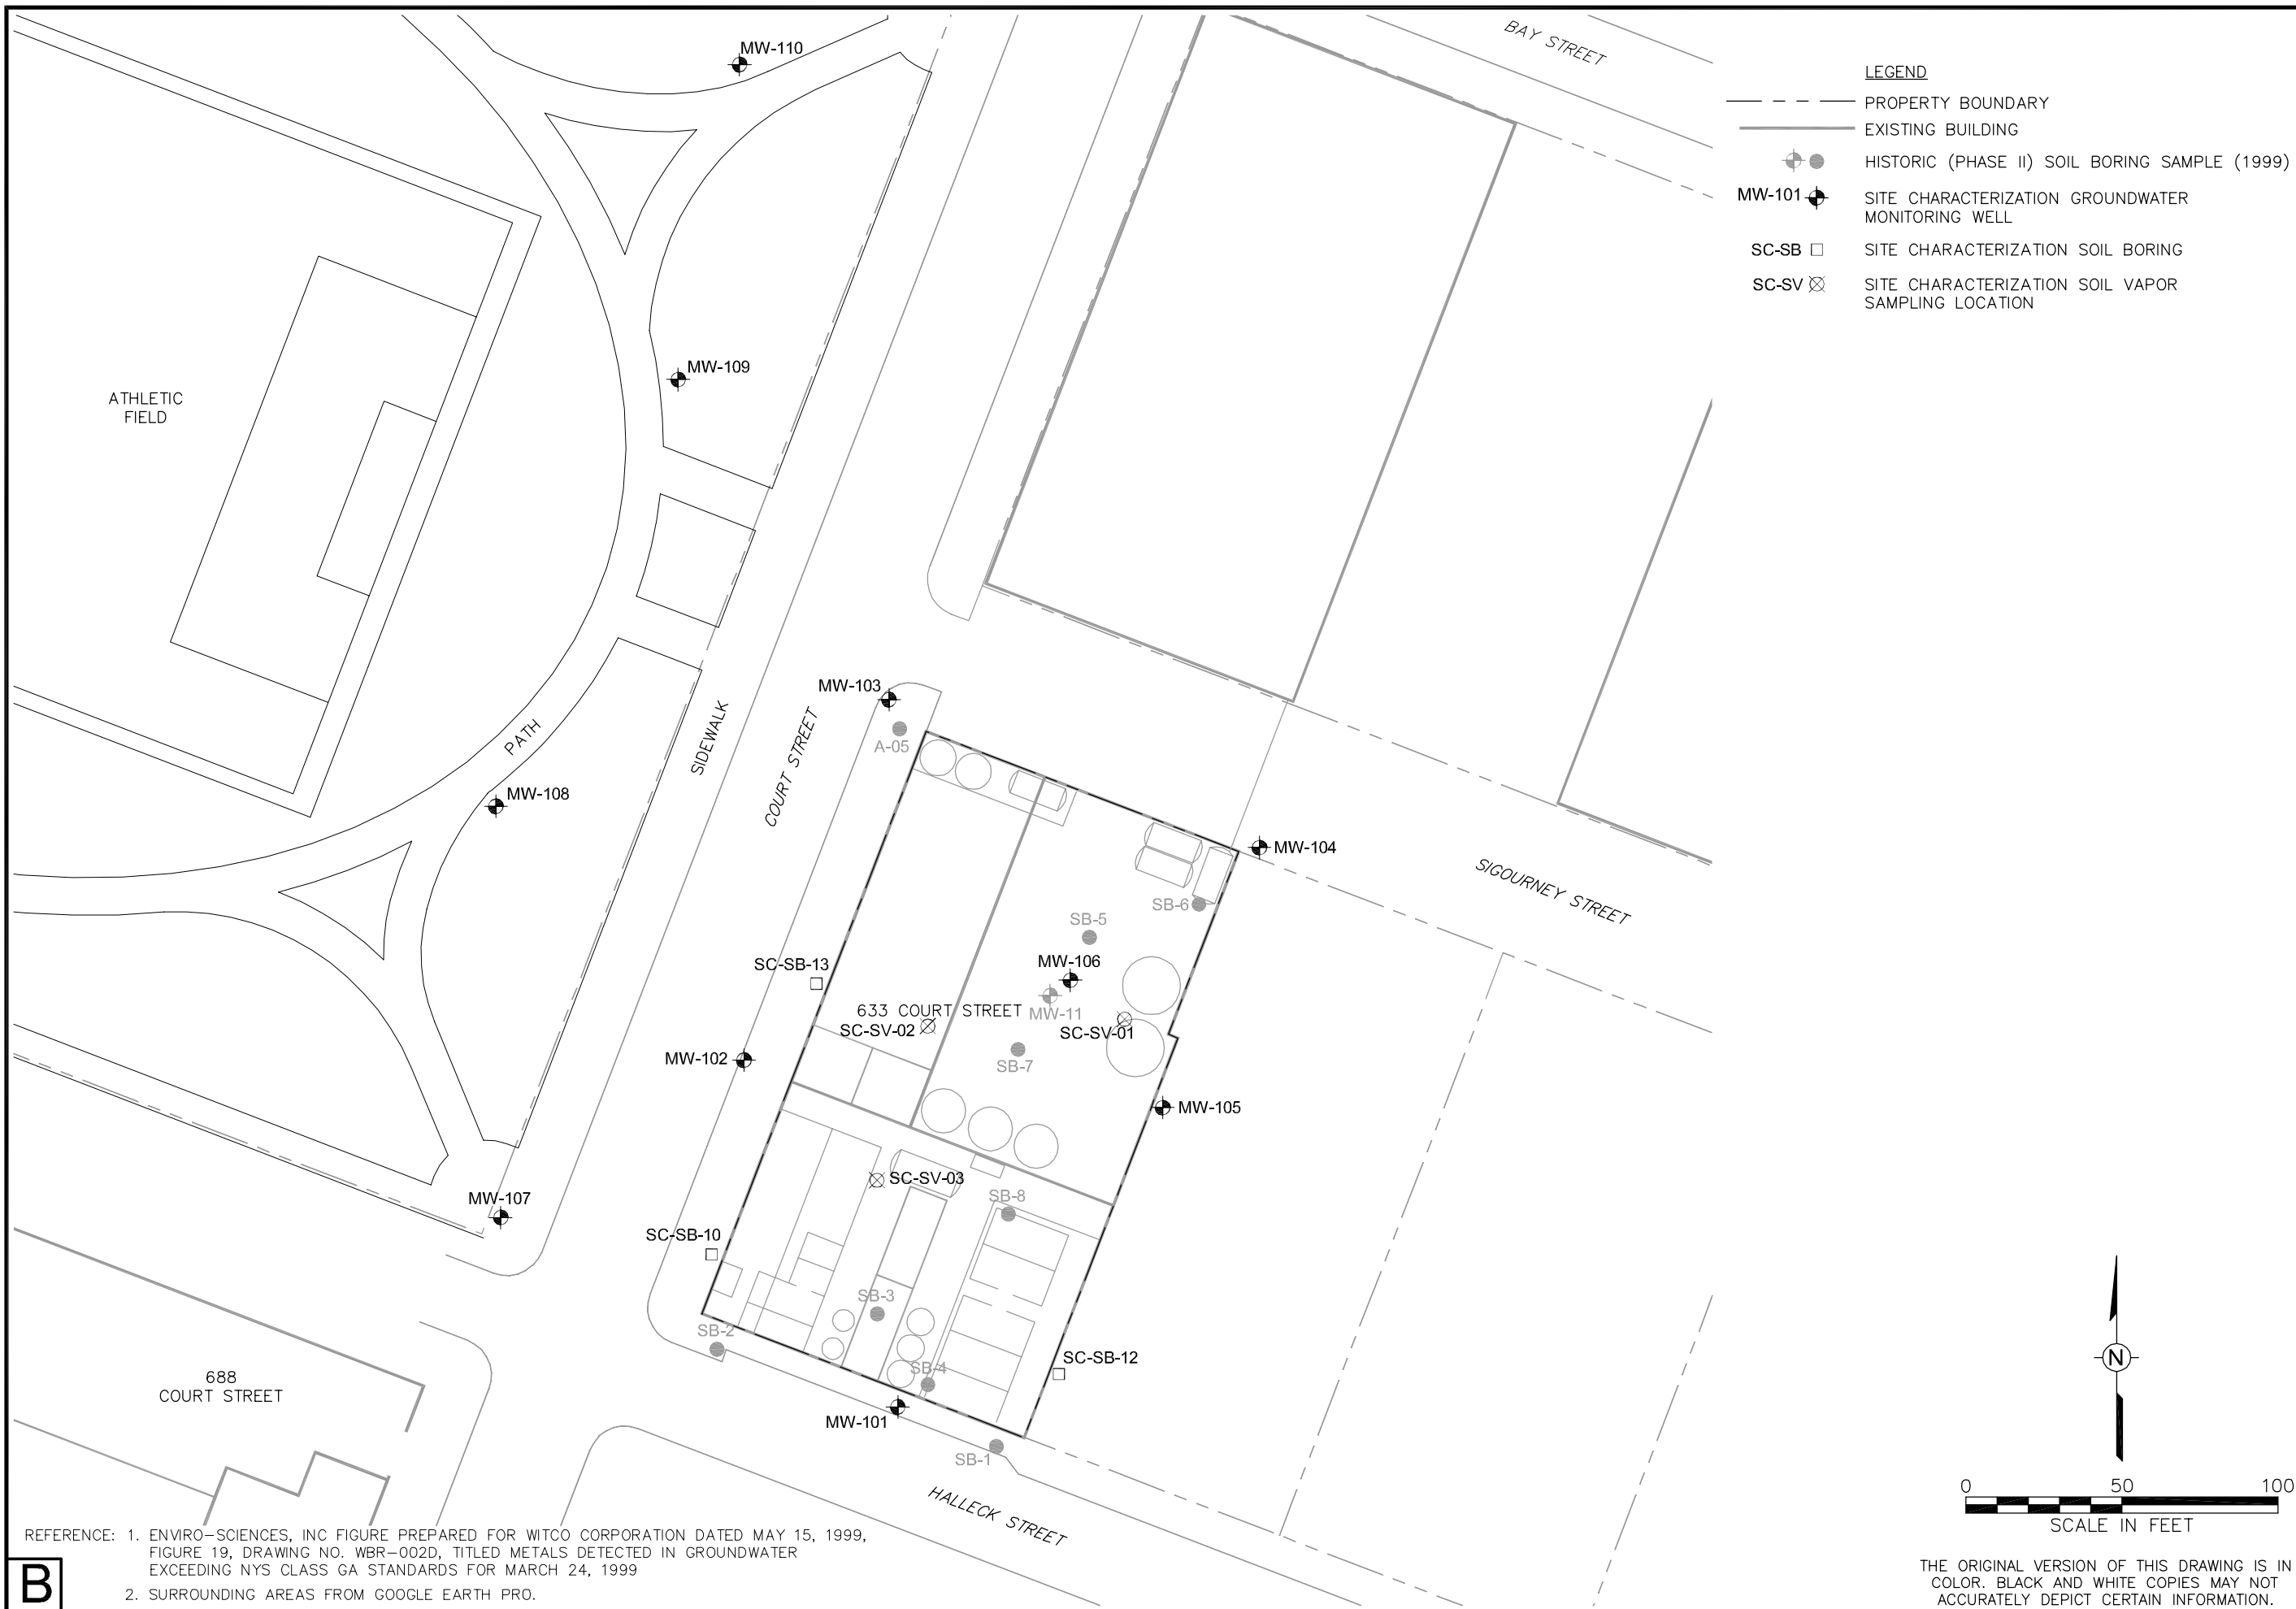 BAY STREET
LEGEND
PROPERTY BOUNDARY
EXISTING BUILDING
HISTORIC (PHASE II) SOIL BORING SAMPLE (1999)
MW-101
SITE CHARACTERIZATION GROUNDWATER
MONITORING WELL
SC-SB
SITE CHARACTERIZATION SOIL BORING
SC-SV
SITE CHARACTERIZATION SOIL VAPOR
SAMPLING LOCATION
MW-110
MW-109
ATHLETIC
FIELD
MW-103
A-05
SIDEWALK
COURT STREET
PATH
MW-108
MW-104
SIGOURNEY STREET
SB-6
SB-5
MW-106
SC-SB-13
633 COURT STREET
MW-11
SC-SV-02
SC-SV-01
MW-102
SB-7
MW-105
SC-SV-03
SB-8
MW-107
SC-SB-10
SB-3
SB-2
SC-SB-12
SB-4
688
COURT STREET
MW-101
SB-1
HALLECK STREET
N
0 50 100
SCALE IN FEET
REFERENCE: 1. ENVIRO-SCIENCES, INC FIGURE PREPARED FOR WITCO CORPORATION DATED MAY 15, 1999,
FIGURE 19, DRAWING NO. WBR-002D, TITLED METALS DETECTED IN GROUNDWATER
EXCEEDING NYS CLASS GA STANDARDS FOR MARCH 24, 1999
2. SURROUNDING AREAS FROM GOOGLE EARTH PRO.
B
THE ORIGINAL VERSION OF THIS DRAWING IS IN
COLOR. BLACK AND WHITE COPIES MAY NOT
ACCURATELY DEPICT CERTAIN INFORMATION.